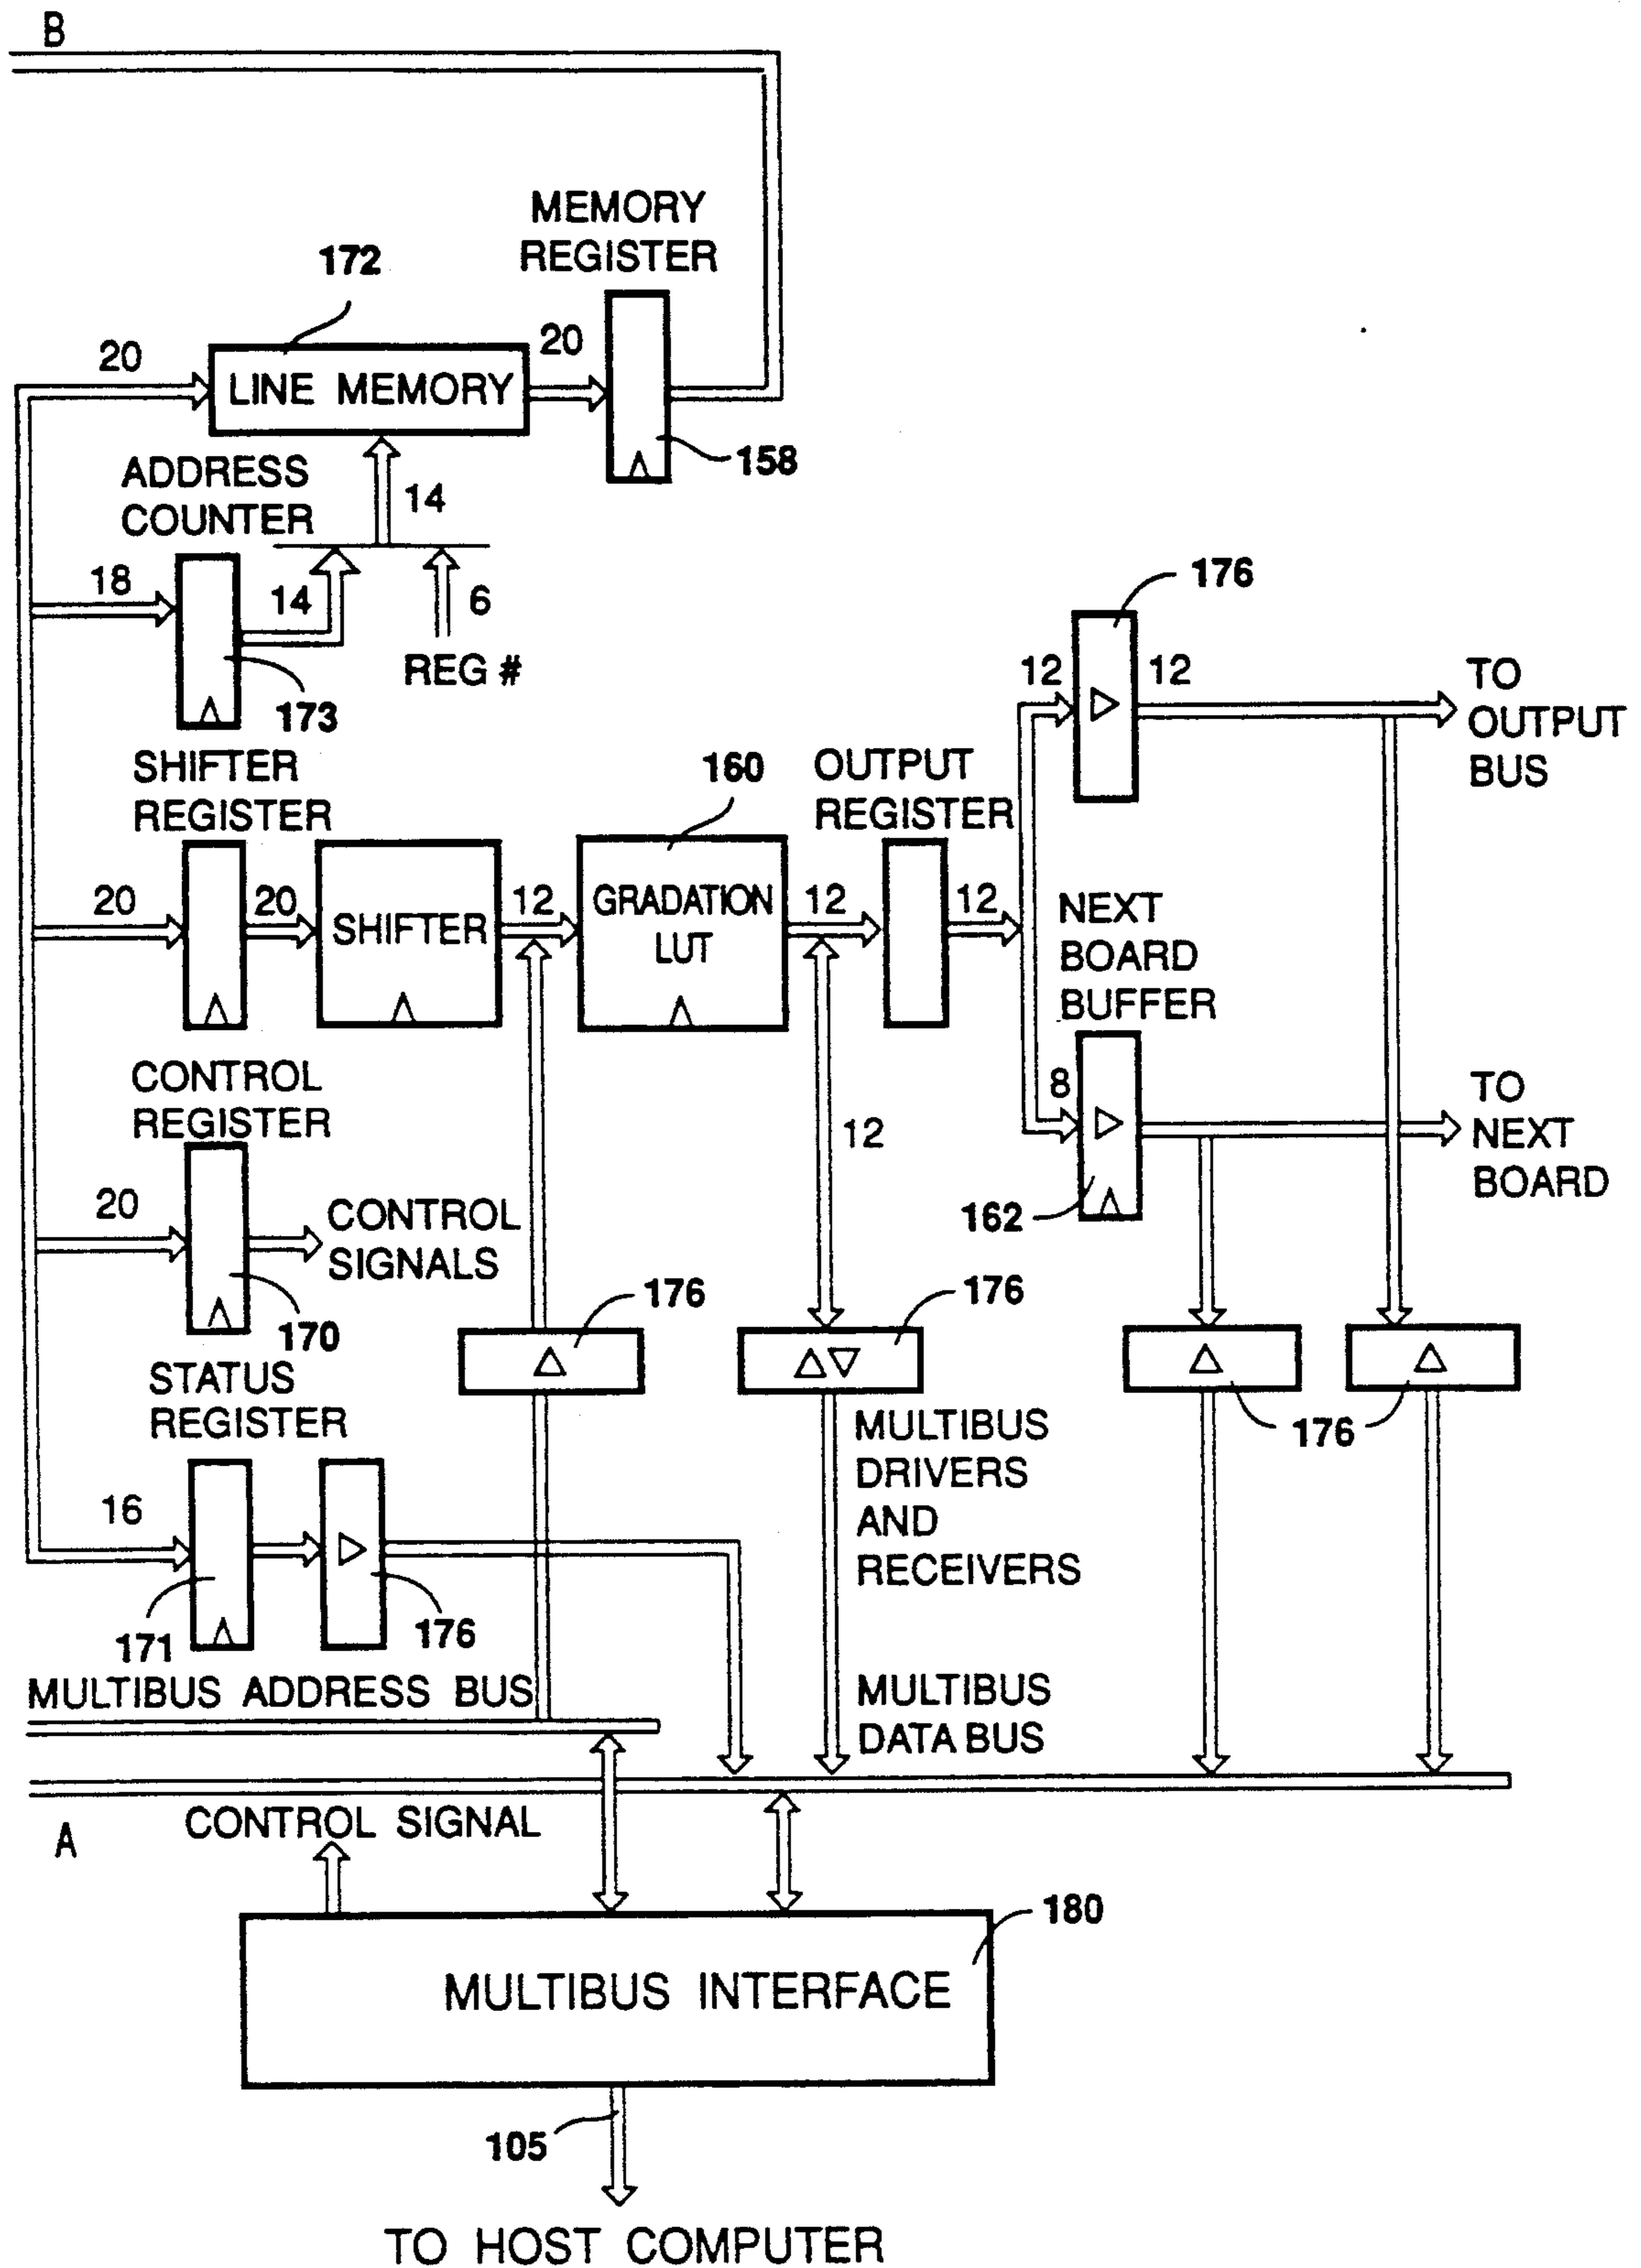 B
MEMORY
REGISTER
172
20
20
LINE MEMORY
158
ADDRESS
COUNTER
14
18
14
6
REG #
173
176
12
12
TO
OUTPUT
BUS
SHIFTER
REGISTER
160
OUTPUT
REGISTER
20
20
SHIFTER
12
GRADATION
LUT
12
12
NEXT
BOARD
BUFFER
CONTROL
REGISTER
8
12
TO
NEXT
BOARD
162
20
CONTROL
SIGNALS
170
176
176
176
STATUS
REGISTER
MULTIBUS
DRIVERS
AND
RECEIVERS
16
171
176
MULTIBUS ADDRESS BUS
MULTIBUS
DATA BUS
CONTROL SIGNAL
A
180
MULTIBUS INTERFACE
105
TO HOST COMPUTER